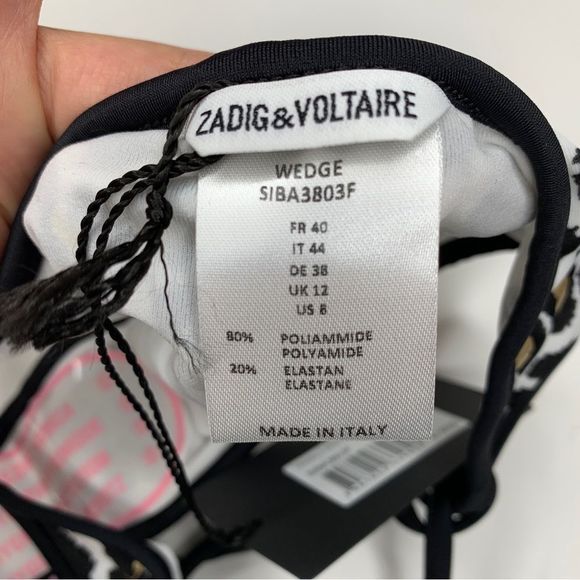 ZADIG&VOLTAIRE
WEDGE
SIBA3803F
FR 40
IT 44
DE 38
UK 12
US 8
80% POLIAMMIDE
POLYAMIDE
20% ELASTAN
ELASTANE
MADE IN ITALY